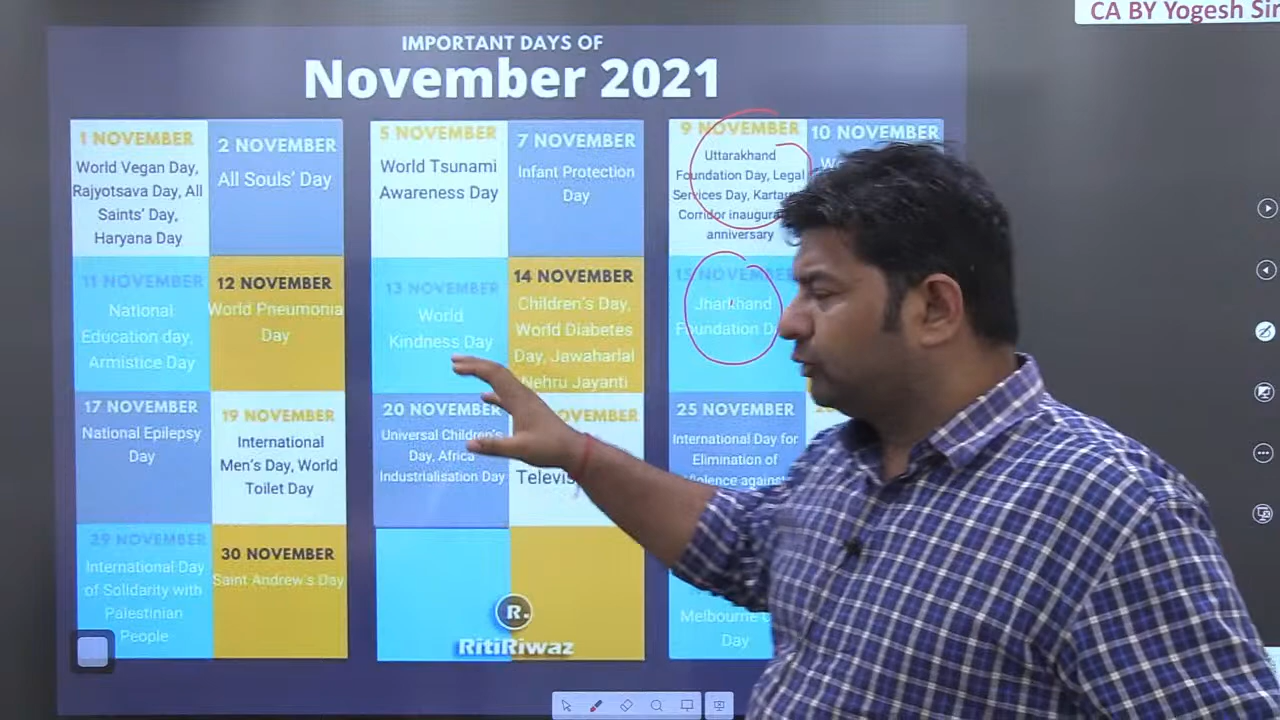 CA BY Yogesh Sir
IMPORTANT DAYS OF
November 2021
1 NOVEMBER
World Vegan Day,
Rajyotsava Day, All
Saints' Day,
Haryana Day
2 NOVEMBER
All Souls' Day
5 NOVEMBER
World Tsunami
Awareness Day
7 NOVEMBER
Infant Protection
Day
9 NOVEMBER
Uttarakhand
Foundation Day, Legal
Services Day,
Corridor
anniversary
10 NOVEMBER
11 NOVEMBER
National
Education day,
Armistice Day
12 NOVEMBER
World Pneumonia
Day
13 NOVEMBER
World
Kindness Day
14 NOVEMBER
Children's Day,
World Diabetes
Day, Jawaharlal
Nehru Jayanti
15 NOVEMBER
Jharkhand
Foundation
17 NOVEMBER
National Epilepsy
Day
19 NOVEMBER
International
Men's Day, World
Toilet Day
20 NOVEMBER
Universal Children's
Day, Africa
Industrialisation Day
25 NOVEMBER
International Day for
Elimination of
Violence against
29 NOVEMBER
International Day
of Solidarity with
Palestinian
People
30 NOVEMBER
Saint Andrew's Day
Melbourne
Day
R.
RitiRiwaz